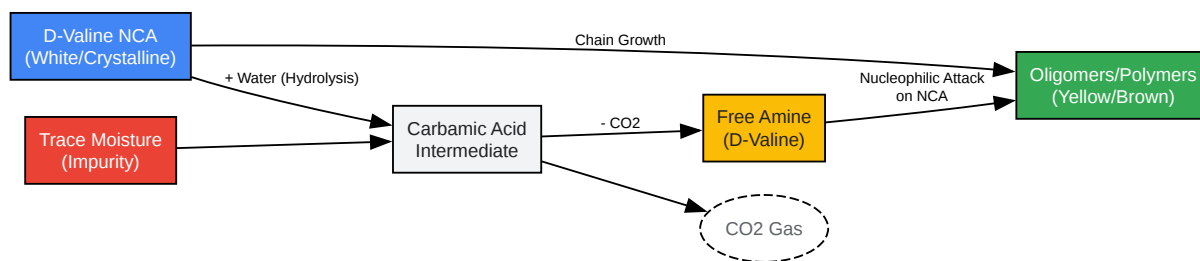 D-Valine NCA
(White/Crystalline)
Chain Growth
+ Water (Hydrolysis)
Nucleophilic Attack
on NCA
Oligomers/Polymers
(Yellow/Brown)
Trace Moisture
(Impurity)
Carbamic Acid
Intermediate
- CO2
Free Amine
(D-Valine)
CO2 Gas